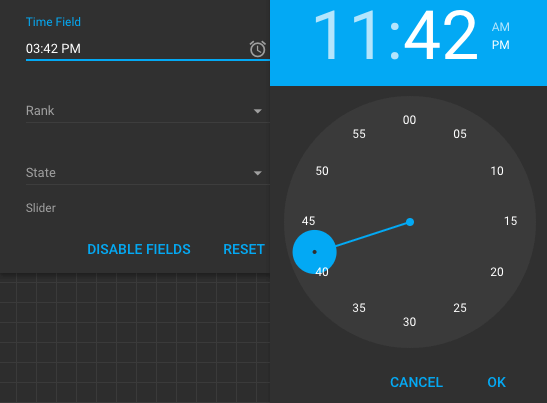 Time Field
03:42 PM
Rank
State
Slider
DISABLE FIELDS RESET
11:42
AM
PM
00
05
10
15
20
25
30
35
40
45
50
55
CANCEL OK